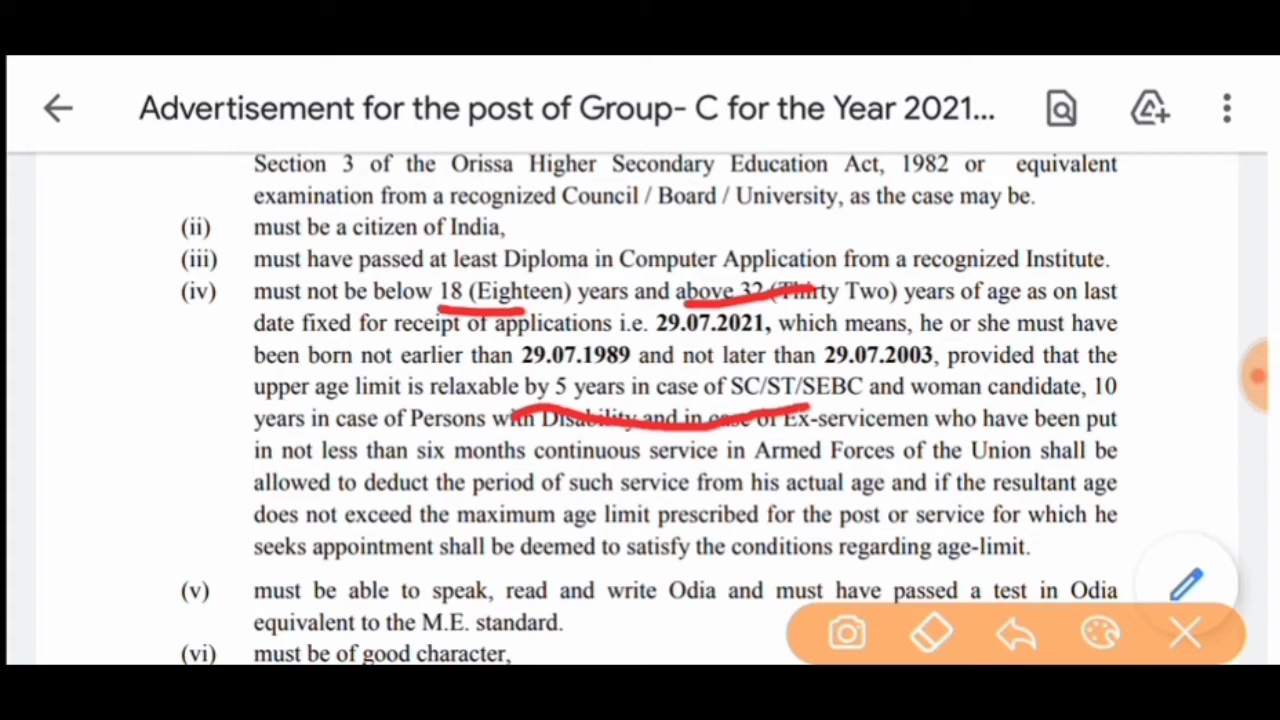 Advertisement for the post of Group- C for the Year 2021...
Section 3 of the Orissa Higher Secondary Education Act, 1982 or equivalent
examination from a recognized Council / Board / University, as the case may be.
(ii) must be a citizen of India,
(iii) must have passed at least Diploma in Computer Application from a recognized Institute.
(iv) must not be below 18 (Eighteen) years and above 32 (Thirty Two) years of age as on last
date fixed for receipt of applications i.e. 29.07.2021, which means, he or she must have
been born not earlier than 29.07.1989 and not later than 29.07.2003, provided that the
upper age limit is relaxable by 5 years in case of SC/ST/SEBC and woman candidate, 10
years in case of Persons with Disability and in case of Ex-servicemen who have been put
in not less than six months continuous service in Armed Forces of the Union shall be
allowed to deduct the period of such service from his actual age and if the resultant age
does not exceed the maximum age limit prescribed for the post or service for which he
seeks appointment shall be deemed to satisfy the conditions regarding age-limit.
(v) must be able to speak, read and write Odia and must have passed a test in Odia
equivalent to the M.E. standard.
(vi) must be of good character,